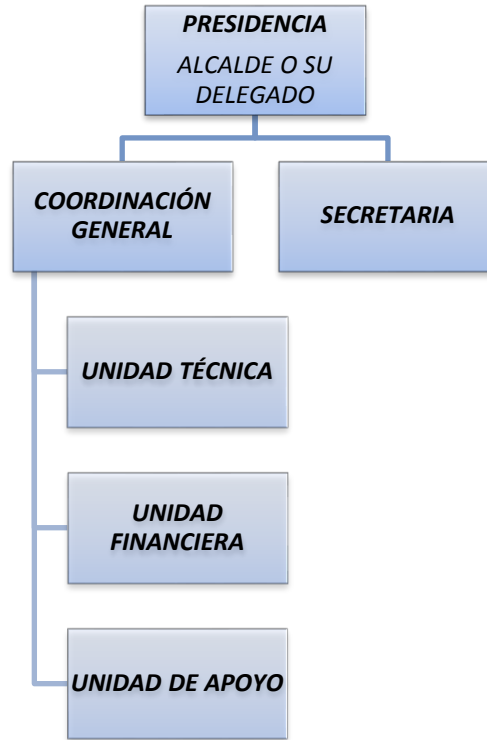 PRESIDENCIA
ALCALDE O SU
DELEGADO
COORDINACIÓN
GENERAL
SECRETARIA
UNIDAD TÉCNICA
UNIDAD
FINANCIERA
UNIDAD DE APOYO